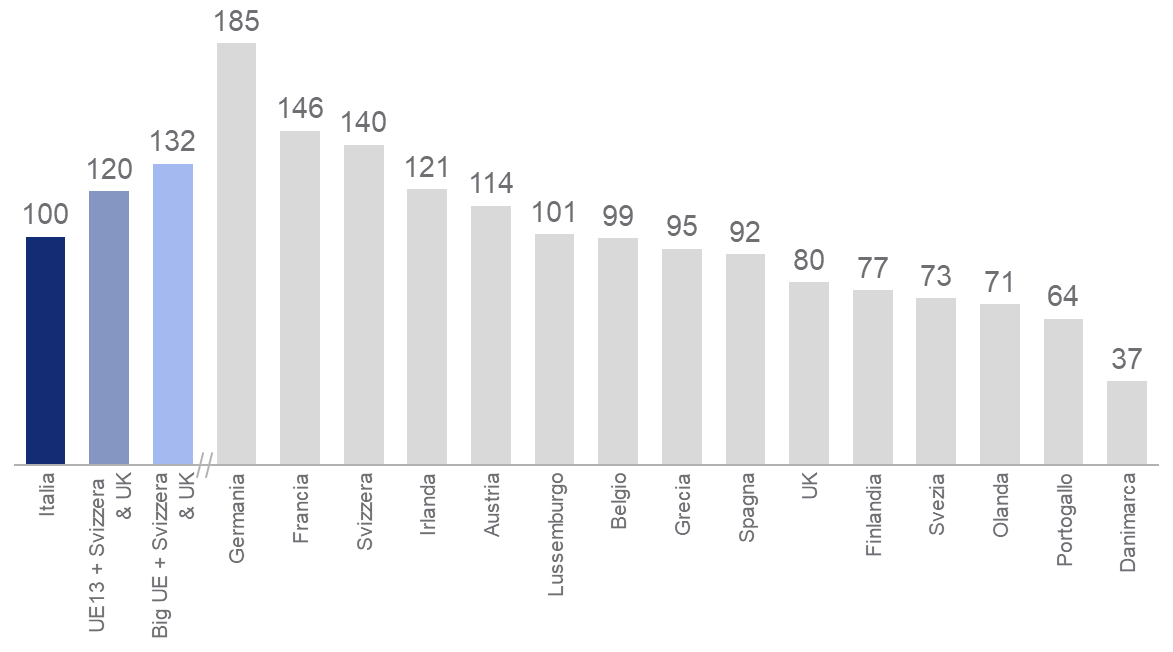 185
146
140
132
121
120
114
100
101
99
95
92
80
77
73
71
64
37
Italia
UE13 + Svizzera
& UK
Big UE + Svizzera
& UK
Germania
Francia
Svizzera
Irlanda
Austria
Lussemburgo
Belgio
Grecia
Spagna
UK
Finlandia
Svezia
Olanda
Portogallo
Danimarca